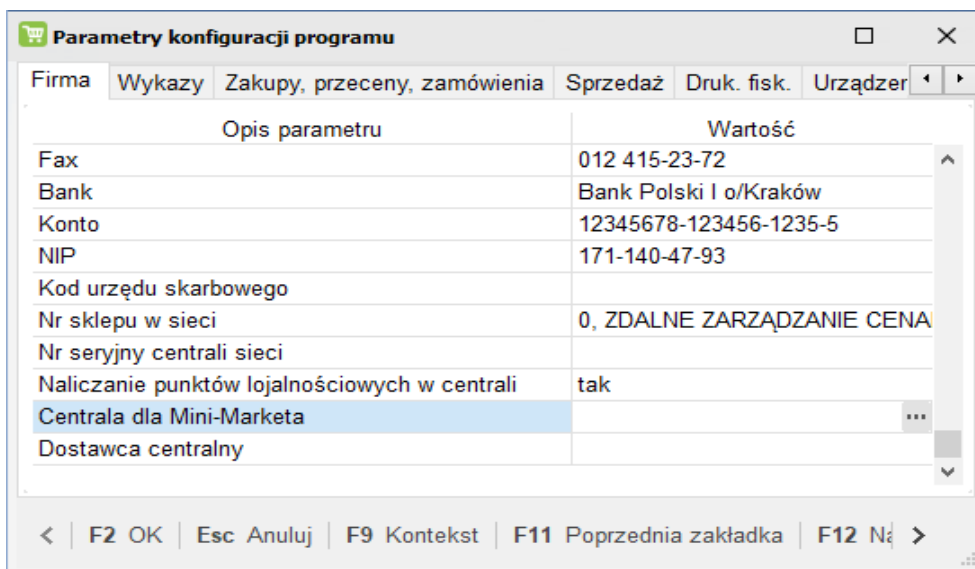 Parametry konfiguracji programu
Firma Wykazy Zakupy, przeceny, zamówienia Sprzedaż Druk. fisk. Urządzer
Opis parametru Wartość
Fax 012 415-23-72
Bank Bank Polski I o/Kraków
Konto 12345678-123456-1235-5
NIP 171-140-47-93
Kod urzędu skarbowego
Nr sklepu w sieci 0, ZDALNE ZARZĄDZANIE CENA
Nr seryjny centrali sieci
Naliczanie punktów lojalnościowych w centrali tak
Centrala dla Mini-Marketa ...
Dostawca centralny
< F2 OK Esc Anuluj F9 Kontekst F11 Poprzednia zakładka F12 Na >